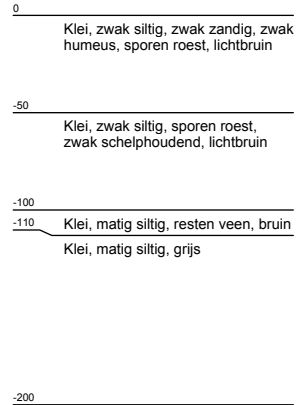 0
Klei, zwak siltig, zwak zandig, zwak
humeus, sporen roest, lichtbruin
-50
Klei, zwak siltig, sporen roest,
zwak schelphoudend, lichtbruin
-100
-110 Klei, matig siltig, resten veen, bruin
Klei, matig siltig, grijs
-200